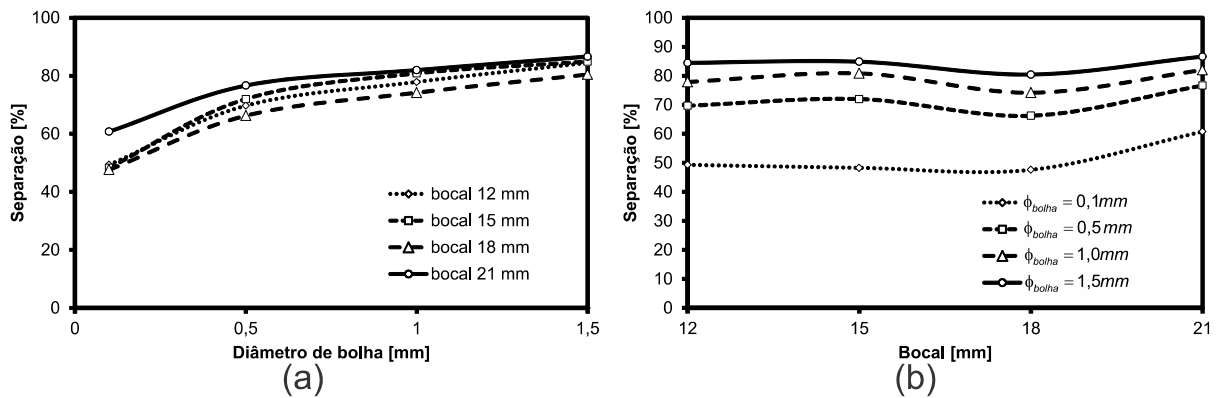 100
80
60
40
20
0
Separação [%]
0
0,5
1
1,5
Diâmetro de bolha [mm]
bocal 12 mm
bocal 15 mm
bocal 18 mm
bocal 21 mm
(a)
100
90
80
70
60
50
40
30
20
10
0
Separação [%]
12
15
18
21
Bocal [mm]
ϕbolha = 0,1mm
ϕbolha = 0,5mm
ϕbolha = 1,0mm
ϕbolha = 1,5mm
(b)